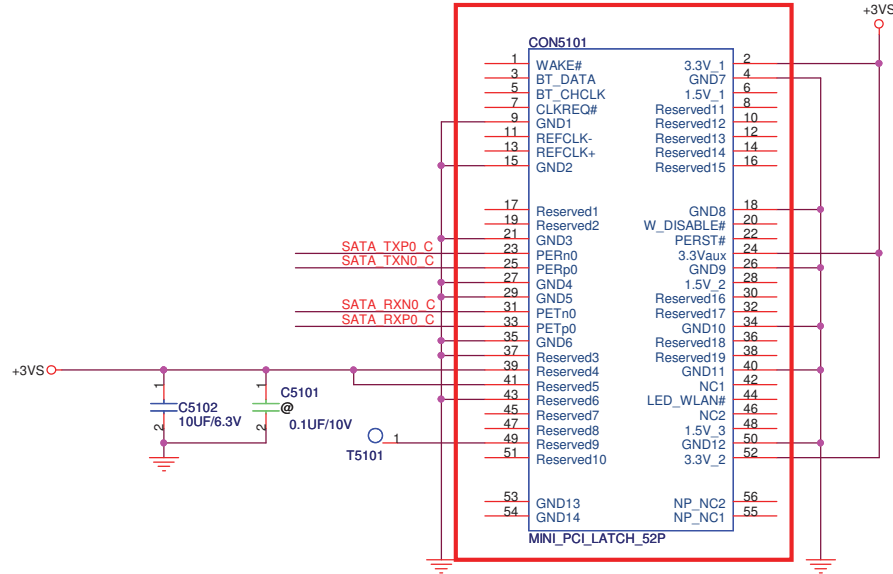 +3VS
CON5101
1 WAKE# 3.3V_1 2
3 BT_DATA GND7 4
5 BT_CHCLK 1.5V_1 6
7 CLKREQ# Reserved11 8
9 GND1 Reserved12 10
11 REFCLK- Reserved13 12
13 REFCLK+ Reserved14 14
15 GND2 Reserved15 16
17 Reserved1 GND8 18
19 Reserved2 W_DISABLE# 20
21 GND3 PERST# 22
SATA_TXP0_C 23 PERn0 3.3Vaux 24
SATA_TXN0_C 25 PERp0 GND9 26
27 GND4 1.5V_2 28
29 GND5 Reserved16 30
SATA_RXN0_C 31 PETn0 Reserved17 32
SATA_RXP0_C 33 PETp0 GND10 34
35 GND6 Reserved18 36
37 Reserved3 Reserved19 38
+3VS 39 Reserved4 GND11 40
41 Reserved5 NC1 42
43 Reserved6 LED_WLAN# 44
45 Reserved7 NC2 46
47 Reserved8 1.5V_3 48
49 Reserved9 GND12 50
51 Reserved10 3.3V_2 52
53 GND13 NP_NC2 56
54 GND14 NP_NC1 55
MINI_PCI_LATCH_52P
1 C5102 2
10UF/6.3V
1 C5101 2
@
0.1UF/10V
1
T5101